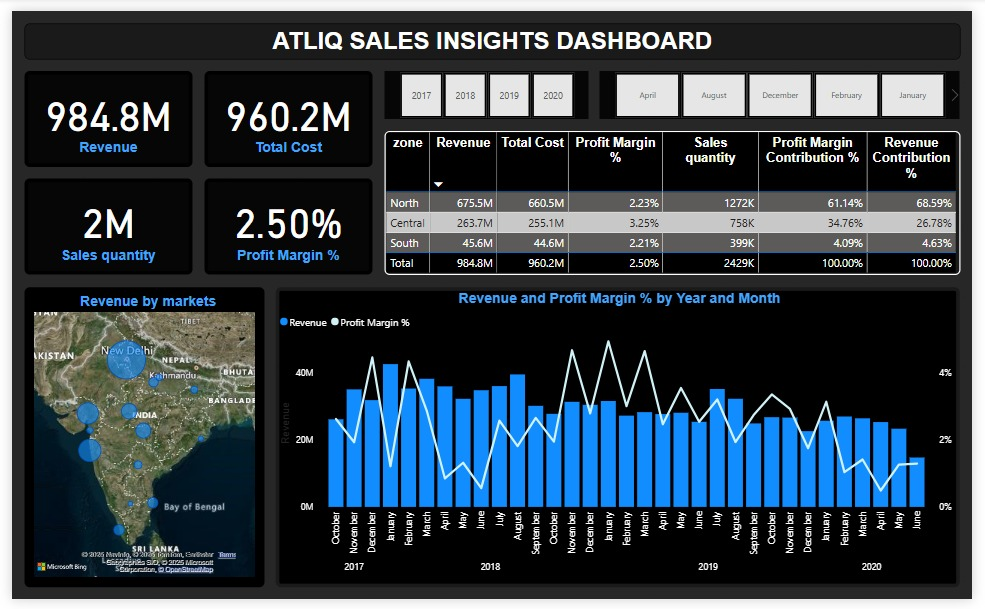 ATLIQ SALES INSIGHTS DASHBOARD
984.8M
Revenue
960.2M
Total Cost
2017 2018 2019 2020
April August December February January
2M
Sales quantity
2.50%
Profit Margin %
zone Revenue Total Cost Profit Margin % Sales quantity Profit Margin Contribution % Revenue Contribution %
North 675.5M 660.5M 2.23% 1272K 61.14% 68.59%
Central 263.7M 255.1M 3.25% 758K 34.76% 26.78%
South 45.6M 44.6M 2.21% 399K 4.09% 4.63%
Total 984.8M 960.2M 2.50% 2429K 100.00% 100.00%
Revenue by markets
TIBET
AKISTAN
New Delhi
NEPAL
Kathmandu
BHUTA
BANGLADE
INDIA
Bay of Bengal
SRI LANKA
Terms
Microsoft Bing
Corporation, © OpenStreetMap
Revenue and Profit Margin % by Year and Month
Revenue Profit Margin %
Revenue
40M
20M
0M
4%
2%
0%
October November December January February March April May June July August September October November December January February March April May June July August September October November December January February March April May June
2017 2018 2019 2020